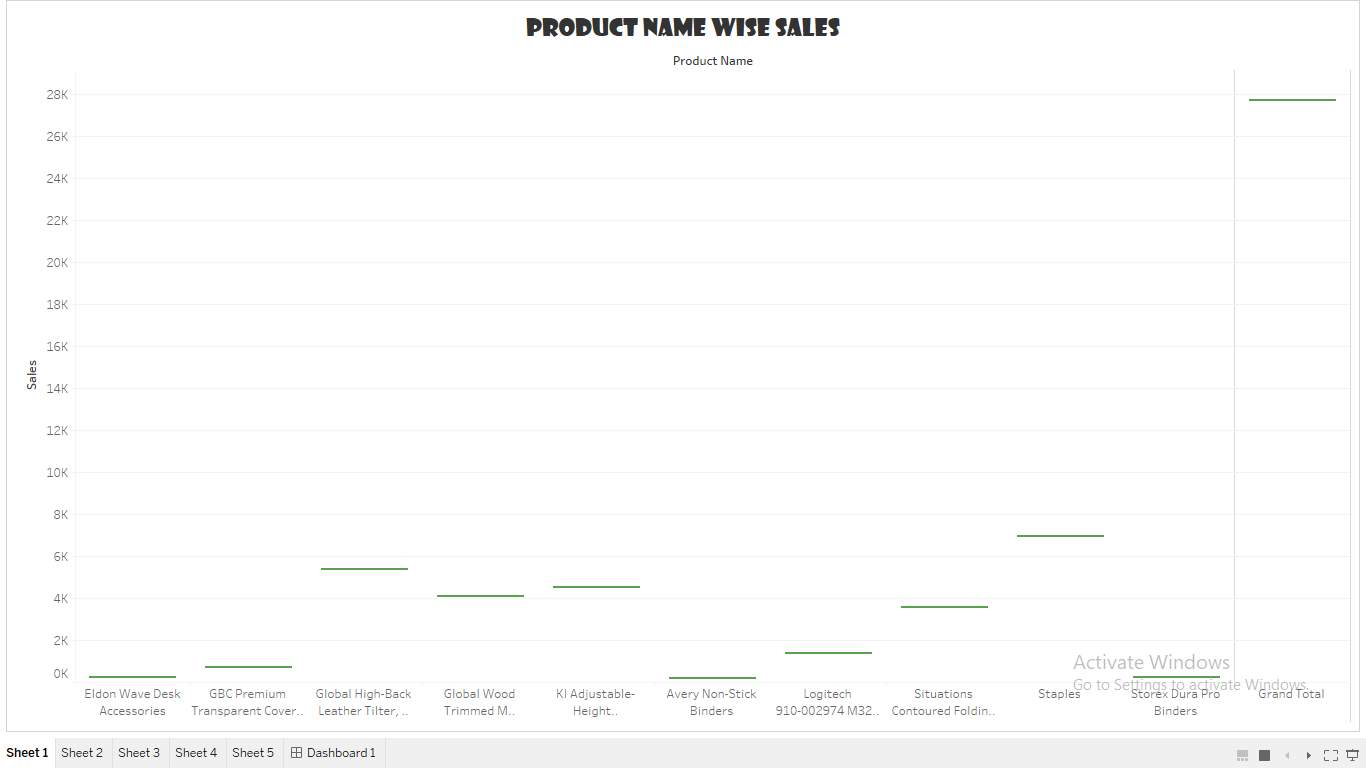 PRODUCT NAME WISE SALES
Product Name
28K
26K
24K
22K
20K
18K
16K
14K
12K
10K
8K
6K
4K
2K
0K
Sales
Eldon Wave Desk
Accessories
GBC Premium
Transparent Cover..
Global High-Back
Leather Tilter, ..
Global Wood
Trimmed M..
KI Adjustable-
Height..
Avery Non-Stick
Binders
Logitech
910-002974 M32..
Situations
Contoured Foldin..
Staples
Storex Dura Pro
Binders
Grand Total
Activate Windows
Go to Settings to activate Windows.
Sheet 1 Sheet 2 Sheet 3 Sheet 4 Sheet 5 Dashboard 1